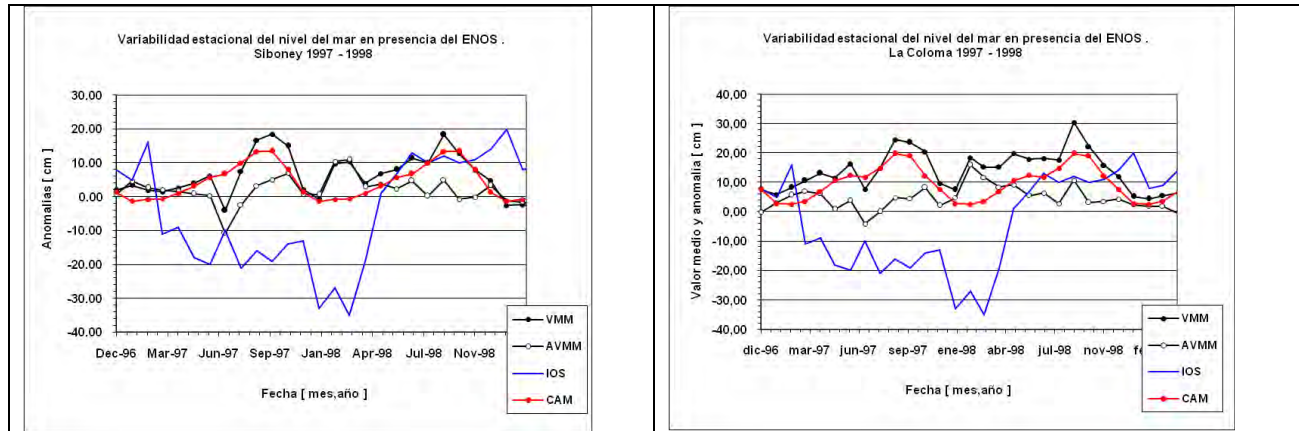 Variabilidad estacional del nivel del mar en presencia del ENOS .
Siboney 1997 - 1998
30,00
20,00
10,00
0,00
-10,00
-20,00
-30,00
-40,00
Anomalías [ cm ]
Dec-96 Mar-97 Jun-97 Sep-97 Jan-98 Apr-98 Jul-98 Nov-98
Fecha [ mes,año ]
VMM
AVMM
IOS
CAM
Variabilidad estacional del nivel del mar en presencia del ENOS .
La Coloma 1997 - 1998
40,00
30,00
20,00
10,00
0,00
-10,00
-20,00
-30,00
-40,00
Valor medio y anomalía [ cm ]
dic-96 mar-97 jun-97 sep-97 ene-98 abr-98 jul-98 nov-98
Fecha [ mes,año ]
VMM
AVMM
IOS
CAM